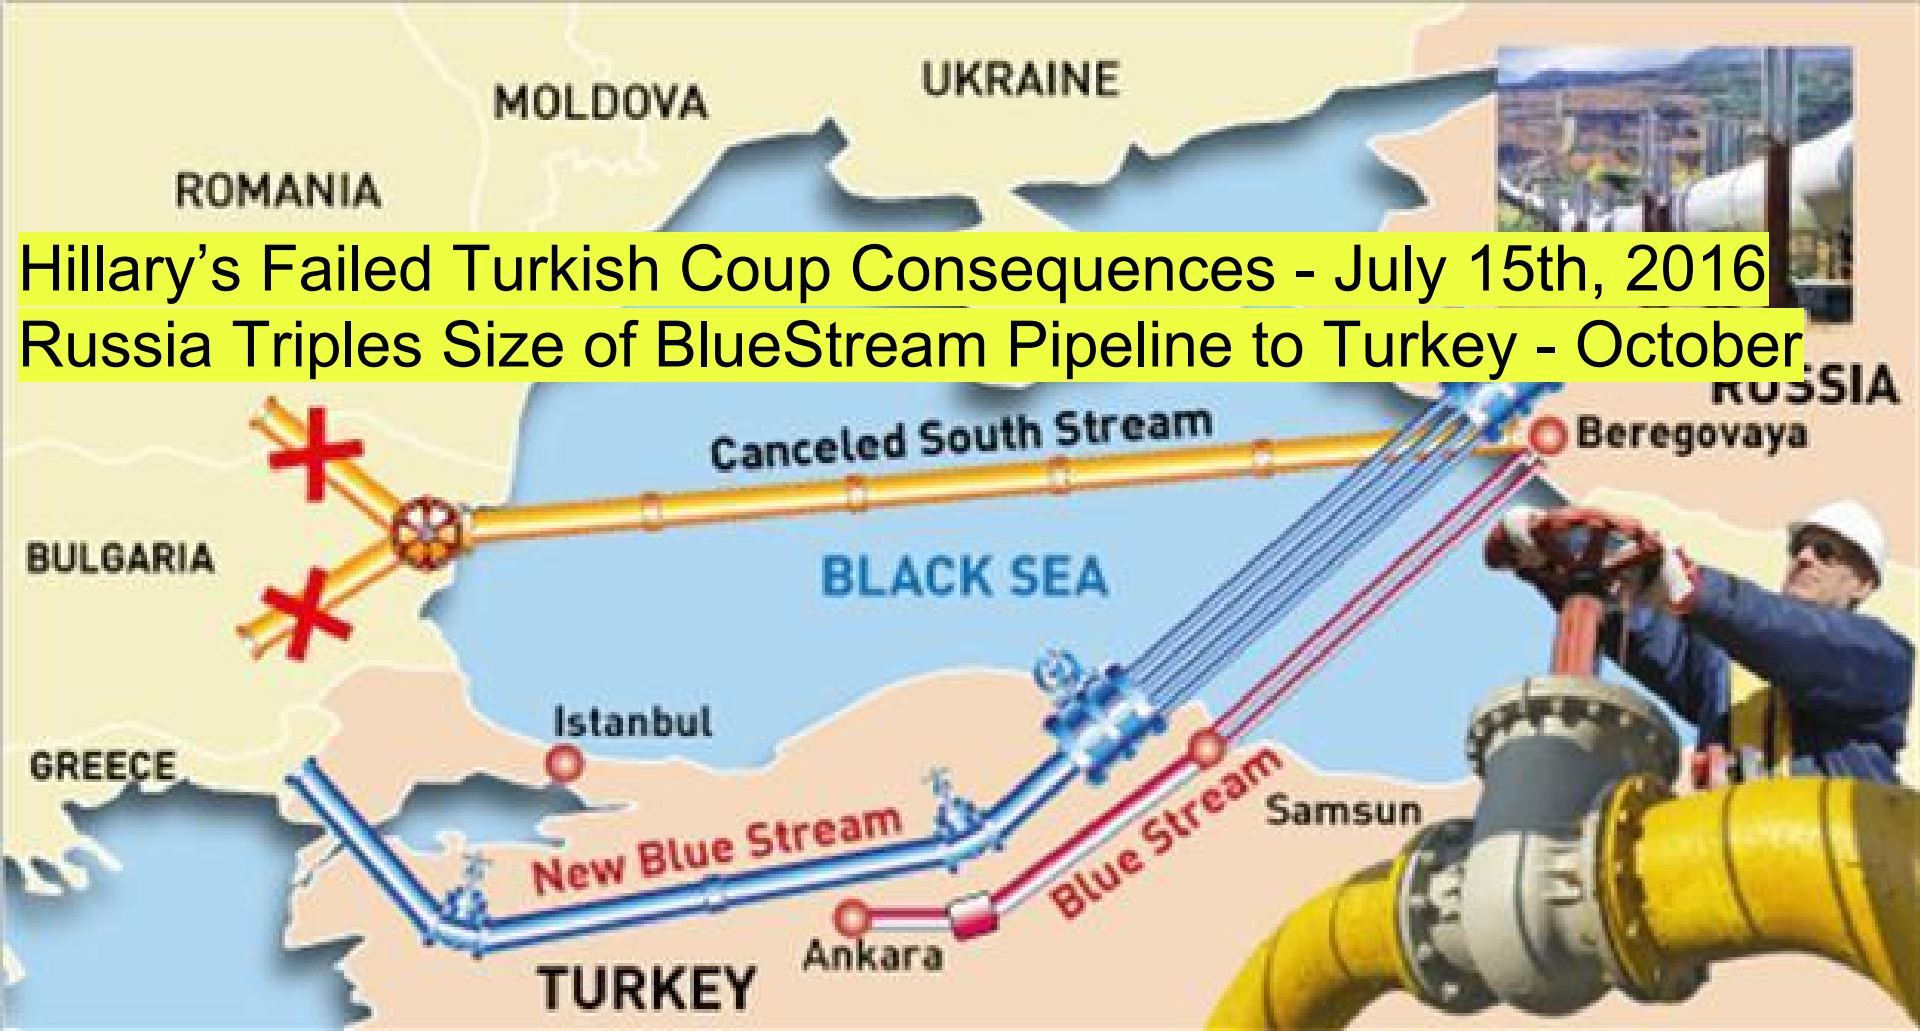 UKRAINE
MOLDOVA
ROMANIA
Hillary’s Failed Turkish Coup Consequences - July 15th, 2016
Russia Triples Size of BlueStream Pipeline to Turkey - October
RUSSIA
Canceled South Stream
Beregovaya
BULGARIA
BLACK SEA
Istanbul
GREECE
New Blue Stream
Blue Stream
Samsun
Ankara
TURKEY